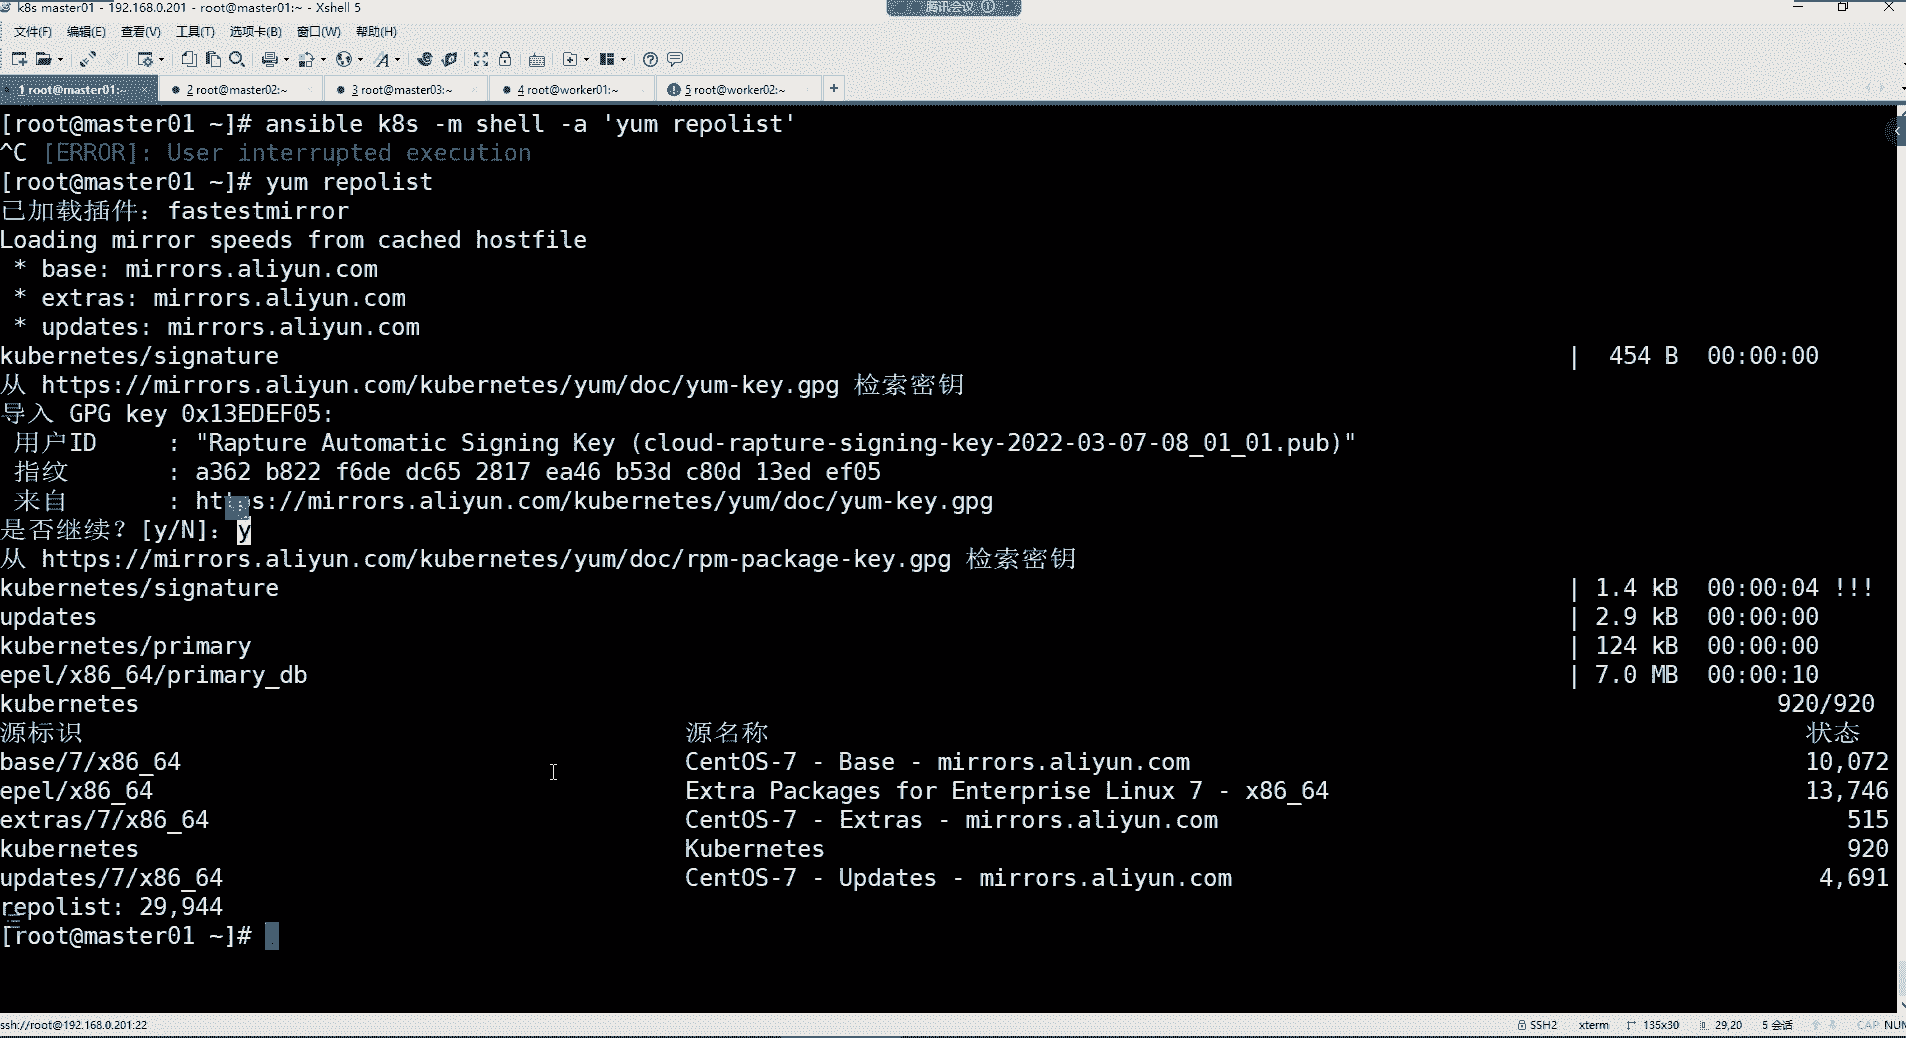 k8s master01 - 192.168.0.201 - root@master01:~ - Xshell 5
腾讯会议
文件(F) 编辑(E) 查看(V) 工具(T) 选项卡(B) 窗口(W) 帮助(H)
1 root@master01:~ 2 root@master02:~ 3 root@master03:~ 4 root@worker01:~ 5 root@worker02:~ +
[root@master01 ~]# ansible k8s -m shell -a 'yum repolist'
^C [ERROR]: User interrupted execution
[root@master01 ~]# yum repolist
已加载插件：fastestmirror
Loading mirror speeds from cached hostfile
 * base: mirrors.aliyun.com
 * extras: mirrors.aliyun.com
 * updates: mirrors.aliyun.com
kubernetes/signature | 454 B 00:00:00
从 https://mirrors.aliyun.com/kubernetes/yum/doc/yum-key.gpg 检索密钥
导入 GPG key 0x13EDEF05:
 用户ID : "Rapture Automatic Signing Key (cloud-rapture-signing-key-2022-03-07-08_01_01.pub)"
 指纹 : a362 b822 f6de dc65 2817 ea46 b53d c80d 13ed ef05
 来自 : https://mirrors.aliyun.com/kubernetes/yum/doc/yum-key.gpg
是否继续？[y/N]：y
从 https://mirrors.aliyun.com/kubernetes/yum/doc/rpm-package-key.gpg 检索密钥
kubernetes/signature | 1.4 kB 00:00:04 !!!
updates | 2.9 kB 00:00:00
kubernetes/primary | 124 kB 00:00:00
epel/x86_64/primary_db | 7.0 MB 00:00:10
kubernetes 920/920
源标识 源名称 状态
base/7/x86_64 CentOS-7 - Base - mirrors.aliyun.com 10,072
epel/x86_64 Extra Packages for Enterprise Linux 7 - x86_64 13,746
extras/7/x86_64 CentOS-7 - Extras - mirrors.aliyun.com 515
kubernetes Kubernetes 920
updates/7/x86_64 CentOS-7 - Updates - mirrors.aliyun.com 4,691
repolist: 29,944
[root@master01 ~]#
ssh://root@192.168.0.201:22 SSH2 xterm 135x30 29,20 5 会话 CAP NUM